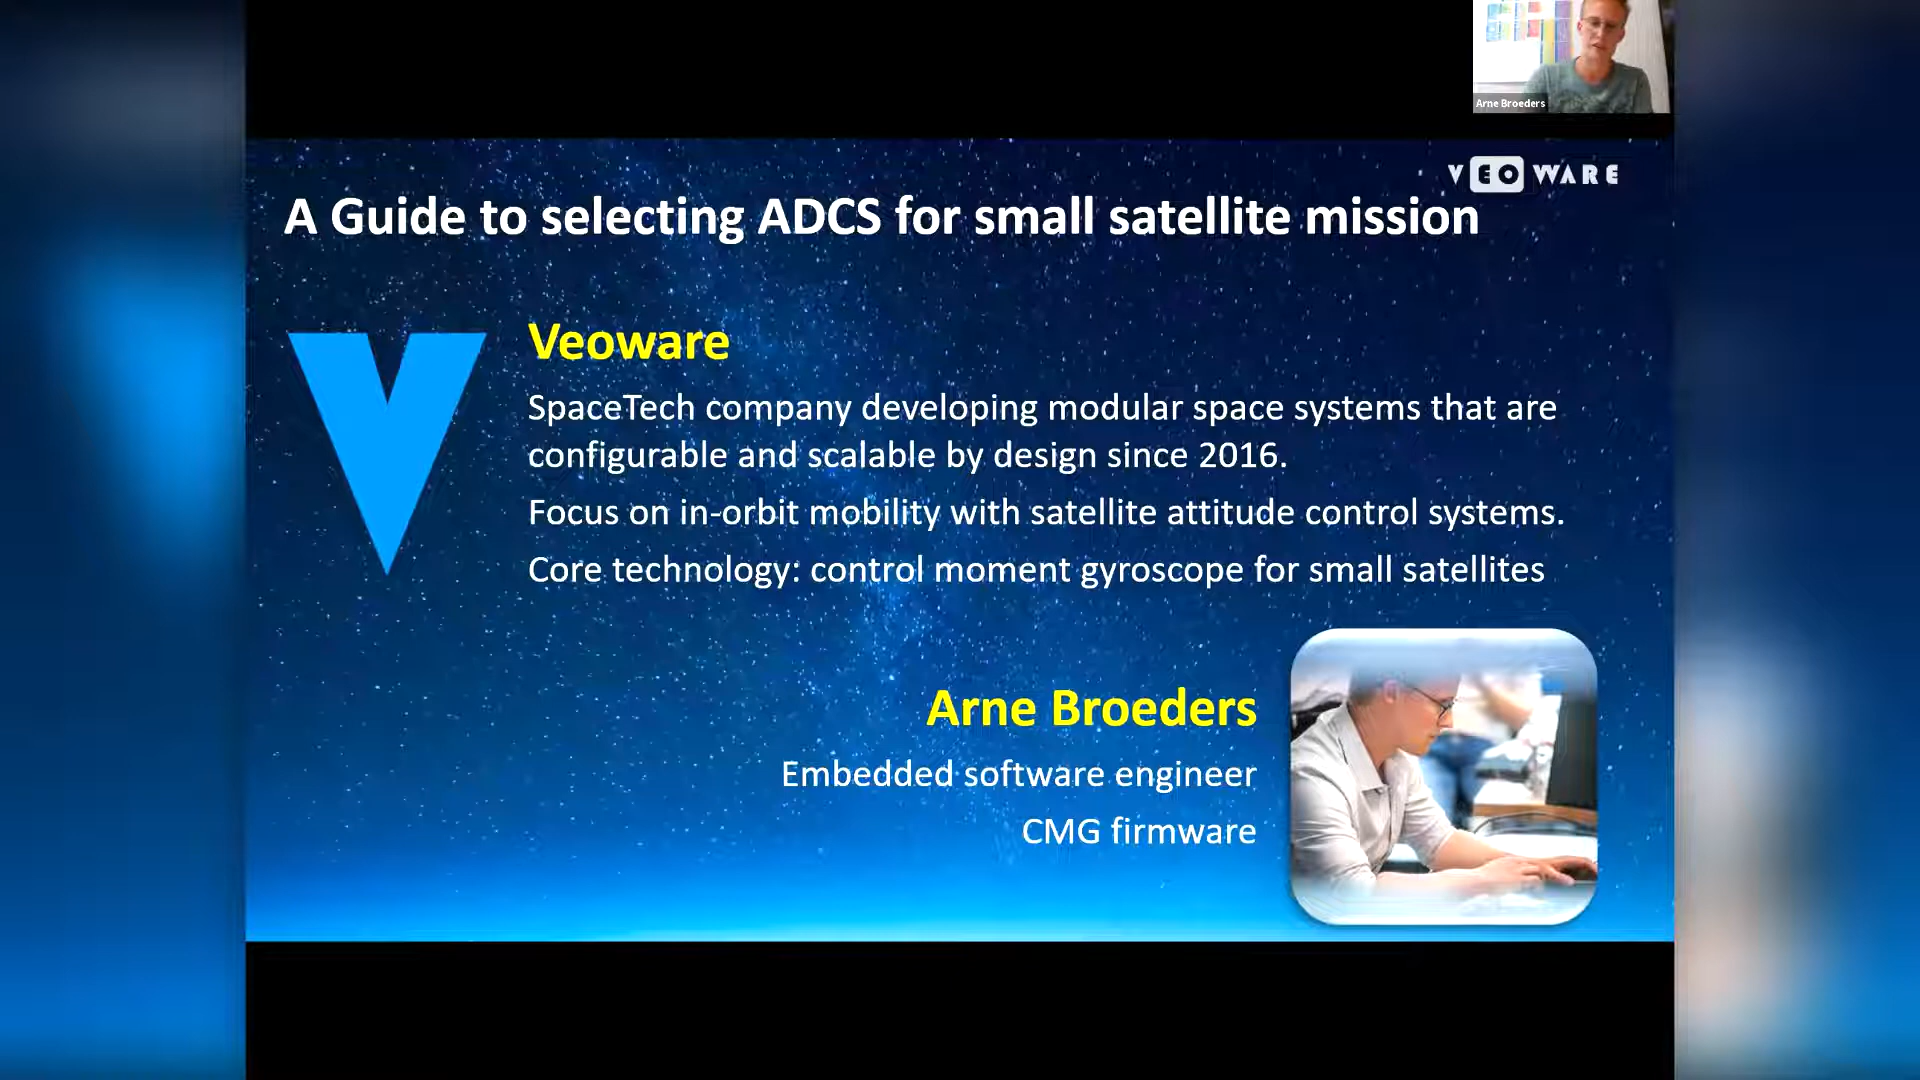 Arne Broeders
VEOWARE
A Guide to selecting ADCS for small satellite mission
Veoware
SpaceTech company developing modular space systems that are
configurable and scalable by design since 2016.
Focus on in-orbit mobility with satellite attitude control systems.
Core technology: control moment gyroscope for small satellites
Arne Broeders
Embedded software engineer
CMG firmware